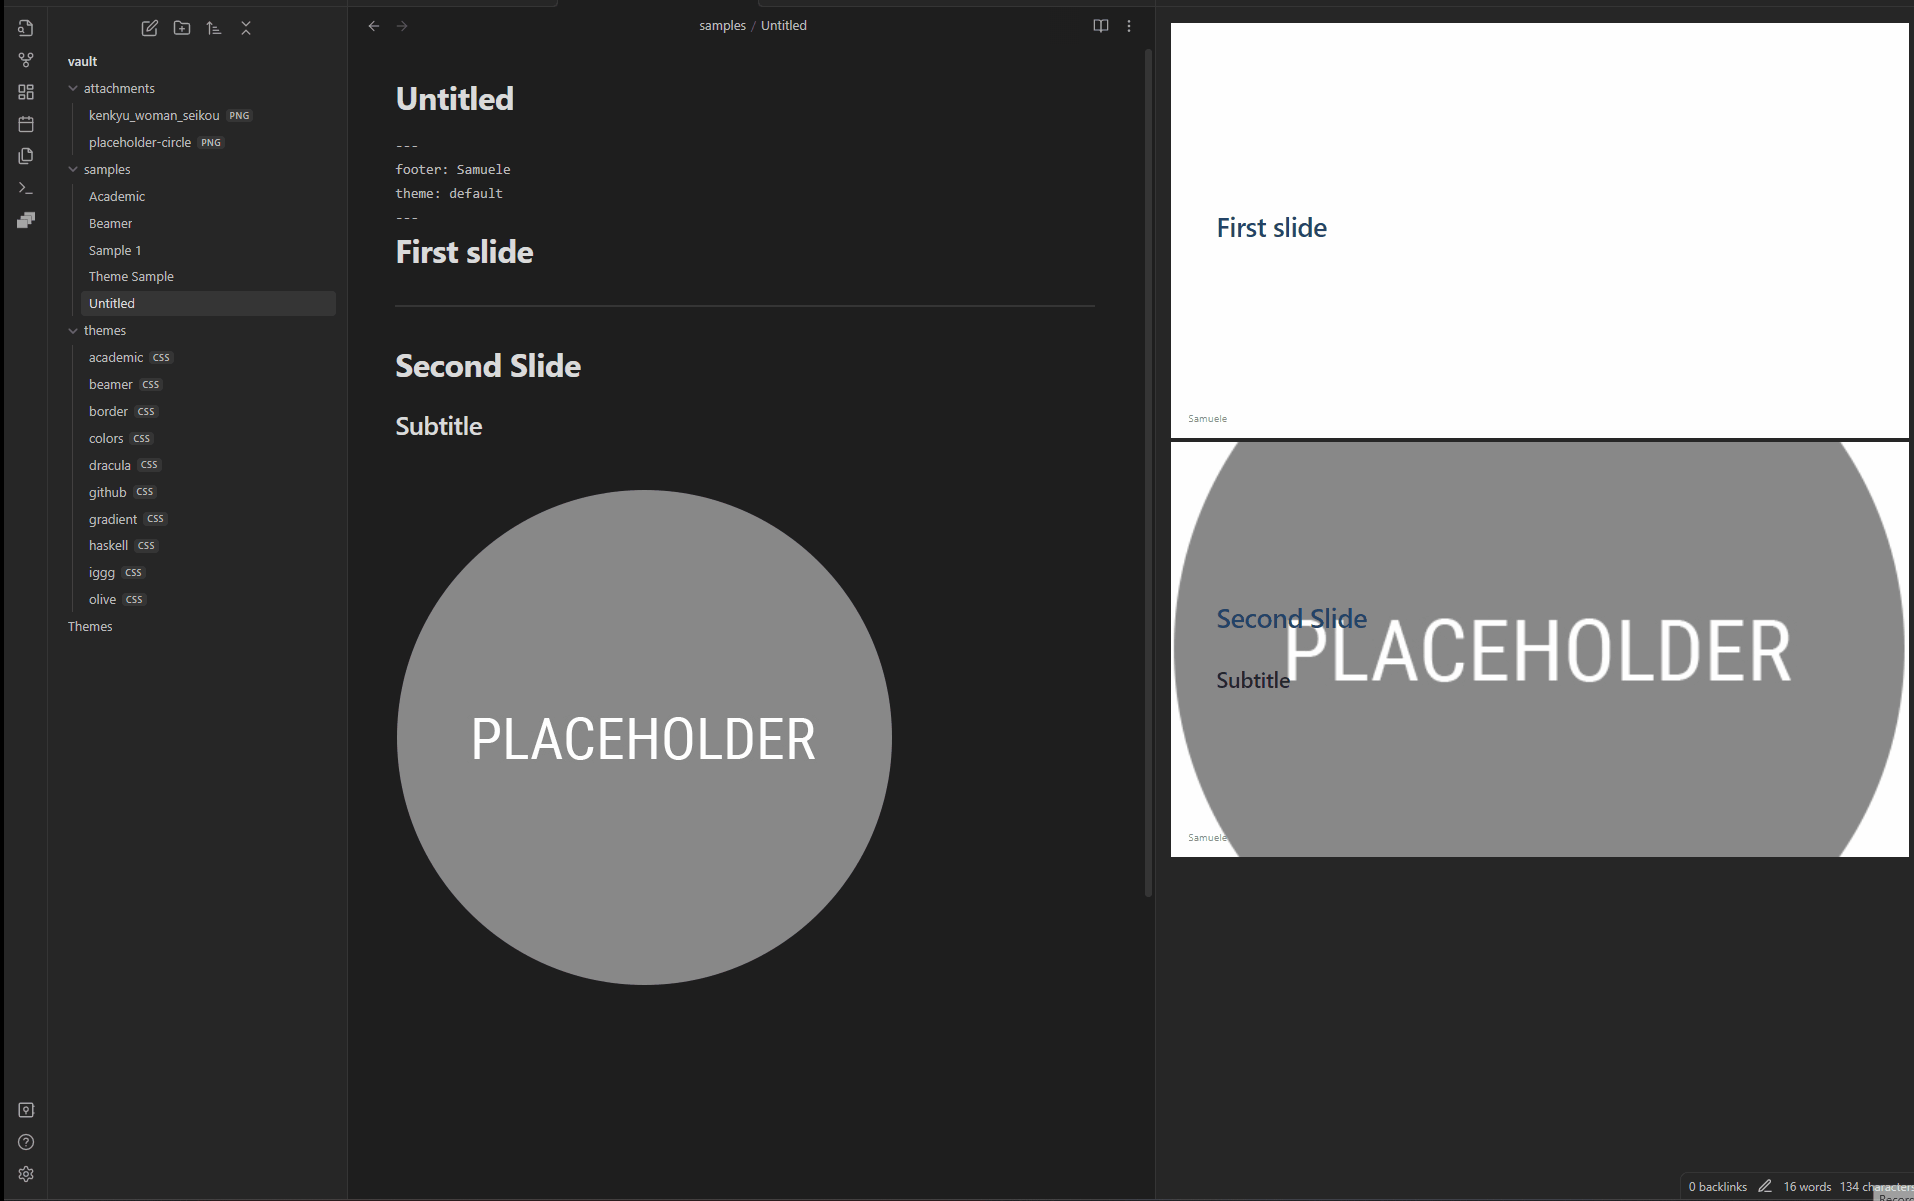 vault
attachments
kenkyu_woman_seikou PNG
placeholder-circle PNG
samples
Academic
Beamer
Sample 1
Theme Sample
Untitled
themes
academic CSS
beamer CSS
border CSS
colors CSS
dracula CSS
github CSS
gradient CSS
haskell CSS
iggg CSS
olive CSS
Themes
samples / Untitled
Untitled
---
footer: Samuele
theme: default
---
First slide
Second Slide
Subtitle
PLACEHOLDER
First slide
Samuele
Second Slide
PLACEHOLDER
Subtitle
Samuele
0 backlinks 16 words 134 characters